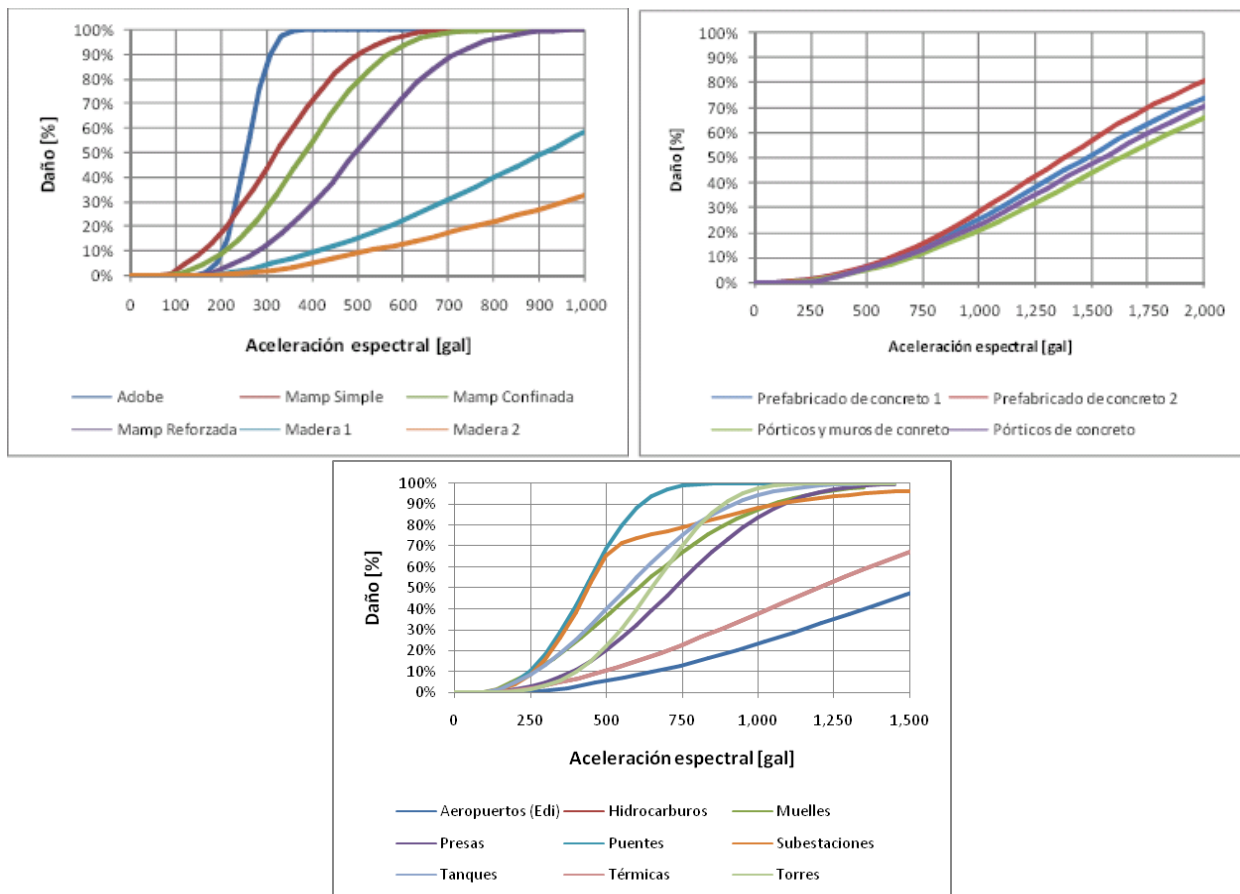 100%
90%
80%
70%
60%
50%
40%
30%
20%
10%
0%
Daño [%]
0 100 200 300 400 500 600 700 800 900 1,000
Aceleración espectral [gal]
Adobe Mamp Simple Mamp Confinada
Mamp Reforzada Madera 1 Madera 2
100%
90%
80%
70%
60%
50%
40%
30%
20%
10%
0%
Daño [%]
0 250 500 750 1,000 1,250 1,500 1,750 2,000
Aceleración espectral [gal]
Prefabricado de concreto 1 Prefabricado de concreto 2
Pórticos y muros de conreto Pórticos de concreto
100%
90%
80%
70%
60%
50%
40%
30%
20%
10%
0%
Daño [%]
0 250 500 750 1,000 1,250 1,500
Aceleración espectral [gal]
Aeropuertos (Edi) Hidrocarburos Muelles
Presas Puentes Subestaciones
Tanques Térmicas Torres